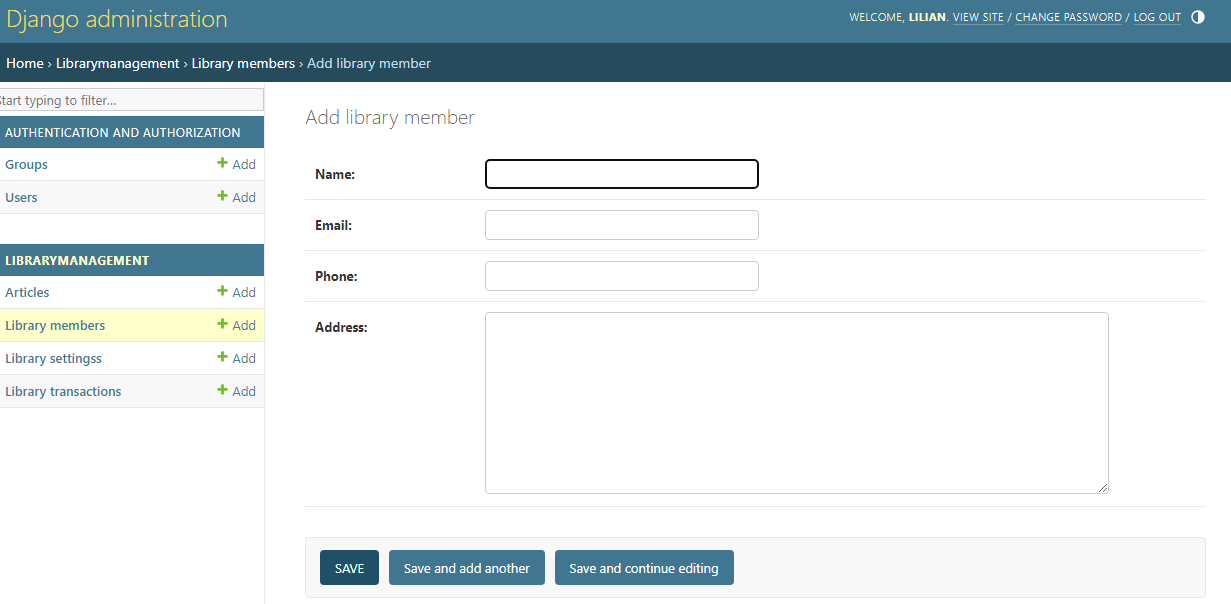 Django administration
WELCOME, LILIAN. VIEW SITE / CHANGE PASSWORD / LOG OUT
Home › Librarymanagement › Library members › Add library member
Start typing to filter...
AUTHENTICATION AND AUTHORIZATION
Groups + Add
Users + Add
LIBRARYMANAGEMENT
Articles + Add
Library members + Add
Library settingss + Add
Library transactions + Add
Add library member
Name:
Email:
Phone:
Address:
SAVE
Save and add another
Save and continue editing